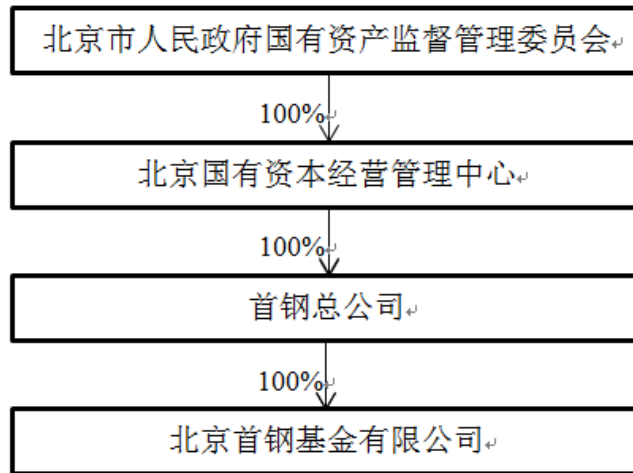 北京市人民政府国有资产监督管理委员会
100%
北京国有资本经营管理中心
100%
首钢总公司
100%
北京首钢基金有限公司